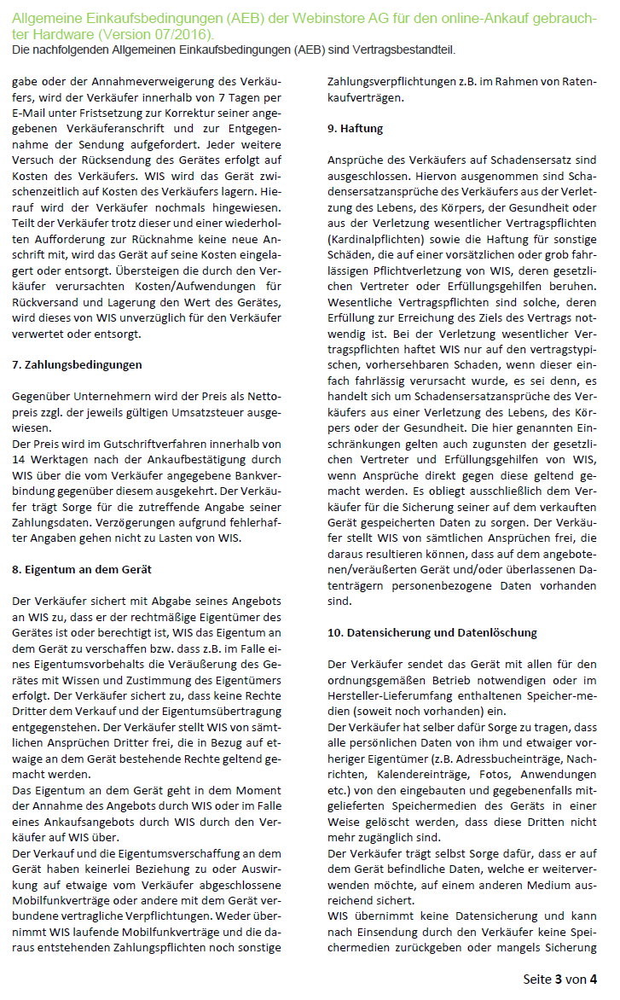 Allgemeine Einkaufsbedingungen (AEB) der Webinstore AG für den online-Ankauf gebrauch-
ter Hardware (Version 07/2016).
Die nachfolgenden Allgemeinen Einkaufsbedingungen (AEB) sind Vertragsbestandteil.
gabe oder der Annahmeverweigerung des Verkäu-
fers, wird der Verkäufer innerhalb von 7 Tagen per
E-Mail unter Fristsetzung zur Korrektur seiner ange-
gebenen Verkäuferanschrift und zur Entgegen-
nahme der Sendung aufgefordert. Jeder weitere
Versuch der Rücksendung des Gerätes erfolgt auf
Kosten des Verkäufers. WIS wird das Gerät zwi-
schenzeitlich auf Kosten des Verkäufers lagern. Hie-
rauf wird der Verkäufer nochmals hingewiesen.
Teilt der Verkäufer trotz dieser und einer wiederhol-
ten Aufforderung zur Rücknahme keine neue An-
schrift mit, wird das Gerät auf seine Kosten eingela-
gert oder entsorgt. Übersteigen die durch den Ver-
käufer verursachten Kosten/Aufwendungen für
Rückversand und Lagerung den Wert des Gerätes,
wird dieses von WIS unverzüglich für den Verkäufer
verwertet oder entsorgt.
7. Zahlungsbedingungen
Gegenüber Unternehmern wird der Preis als Netto-
preis zzgl. der jeweils gültigen Umsatzsteuer ausge-
wiesen.
Der Preis wird im Gutschriftverfahren innerhalb von
14 Werktagen nach der Ankaufbestätigung durch
WIS über die vom Verkäufer angegebene Bankver-
bindung gegenüber diesem ausgekehrt. Der Verkäu-
fer trägt Sorge für die zutreffende Angabe seiner
Zahlungsdaten. Verzögerungen aufgrund fehlerhaf-
ter Angaben gehen nicht zu Lasten von WIS.
8. Eigentum an dem Gerät
Der Verkäufer sichert mit Abgabe seines Angebots
an WIS zu, dass er der rechtmäßige Eigentümer des
Gerätes ist oder berechtigt ist, WIS das Eigentum an
dem Gerät zu verschaffen bzw. dass z.B. im Falle ei-
nes Eigentumsvorbehalts die Veräußerung des Ge-
rätes mit Wissen und Zustimmung des Eigentümers
erfolgt. Der Verkäufer sichert zu, dass keine Rechte
Dritter dem Verkauf und der Eigentumsübertragung
entgegenstehen. Der Verkäufer stellt WIS von sämt-
lichen Ansprüchen Dritter frei, die in Bezug auf et-
waige an dem Gerät bestehende Rechte geltend ge-
macht werden.
Das Eigentum an dem Gerät geht in dem Moment
der Annahme des Angebots durch WIS oder im Falle
eines Ankaufsangebots durch WIS durch den Ver-
käufer auf WIS über.
Der Verkauf und die Eigentumsverschaffung an dem
Gerät haben keinerlei Beziehung zu oder Auswir-
kung auf etwaige vom Verkäufer abgeschlossene
Mobilfunkverträge oder andere mit dem Gerät ver-
bundene vertragliche Verpflichtungen. Weder über-
nimmt WIS laufende Mobilfunkverträge und die da-
raus entstehenden Zahlungspflichten noch sonstige
Zahlungsverpflichtungen z.B. im Rahmen von Raten-
kaufverträgen.
9. Haftung
Ansprüche des Verkäufers auf Schadensersatz sind
ausgeschlossen. Hiervon ausgenommen sind Scha-
densersatzansprüche des Verkäufers aus der Verlet-
zung des Lebens, des Körpers, der Gesundheit oder
aus der Verletzung wesentlicher Vertragspflichten
(Kardinalpflichten) sowie die Haftung für sonstige
Schäden, die auf einer vorsätzlichen oder grob fahr-
lässigen Pflichtverletzung von WIS, deren gesetzli-
chen Vertreter oder Erfüllungsgehilfen beruhen.
Wesentliche Vertragspflichten sind solche, deren
Erfüllung zur Erreichung des Ziels des Vertrags not-
wendig ist. Bei der Verletzung wesentlicher Ver-
tragspflichten haftet WIS nur auf den vertragstypi-
schen, vorhersehbaren Schaden, wenn dieser ein-
fach fahrlässig verursacht wurde, es sei denn, es
handelt sich um Schadensersatzansprüche des Ver-
käufers aus einer Verletzung des Lebens, des Kör-
pers oder der Gesundheit. Die hier genannten Ein-
schränkungen gelten auch zugunsten der gesetzli-
chen Vertreter und Erfüllungsgehilfen von WIS,
wenn Ansprüche direkt gegen diese geltend ge-
macht werden. Es obliegt ausschließlich dem Ver-
käufer für die Sicherung seiner auf dem verkauften
Gerät gespeicherten Daten zu sorgen. Der Verkäu-
fer stellt WIS von sämtlichen Ansprüchen frei, die
daraus resultieren können, dass auf dem angebote-
nen/veräußerten Gerät und/oder überlassenen Da-
tenträgern personenbezogene Daten vorhanden
sind.
10. Datensicherung und Datenlöschung
Der Verkäufer sendet das Gerät mit allen für den
ordnungsgemäßen Betrieb notwendigen oder im
Hersteller-Lieferumfang enthaltenen Speicher-me-
dien (soweit noch vorhanden) ein.
Der Verkäufer hat selber dafür Sorge zu tragen, dass
alle persönlichen Daten von ihm und etwaiger vor-
heriger Eigentümer (z.B. Adressbucheinträge, Nach-
richten, Kalendereinträge, Fotos, Anwendungen
etc.) von den eingebauten und gegebenenfalls mit-
gelieferten Speichermedien des Geräts in einer
Weise gelöscht werden, dass diese Dritten nicht
mehr zugänglich sind.
Der Verkäufer trägt selbst Sorge dafür, dass er auf
dem Gerät befindliche Daten, welche er weiterver-
wenden möchte, auf einem anderen Medium aus-
reichend sichert.
WIS übernimmt keine Datensicherung und kann
nach Einsendung durch den Verkäufer keine Spei-
chermedien zurückgeben oder mangels Sicherung
Seite 3 von 4